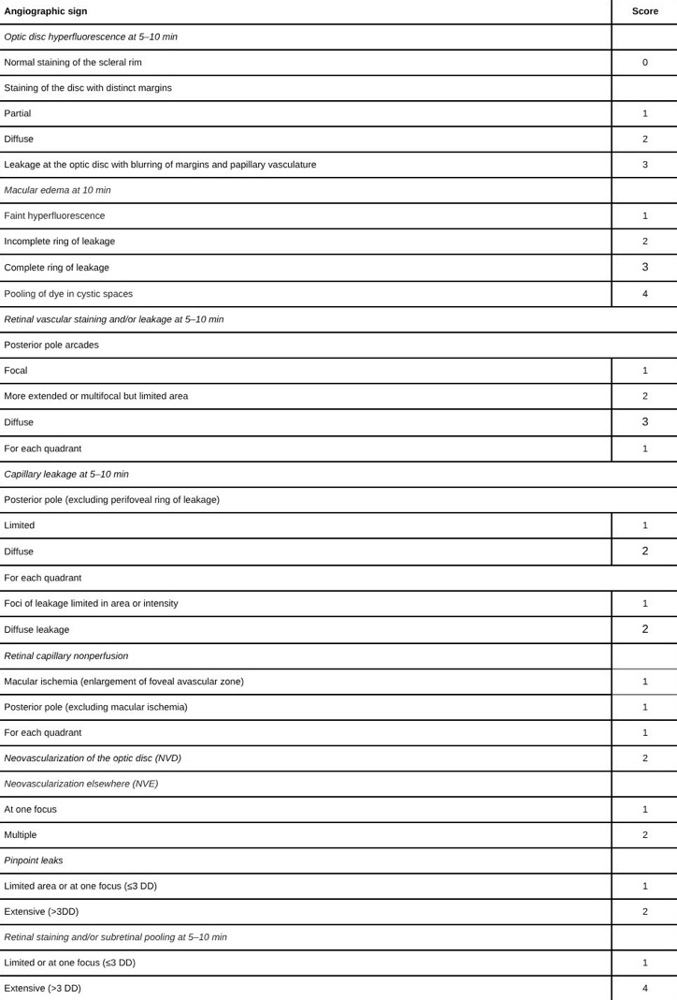 Angiographic sign Score
Optic disc hyperfluorescence at 5–10 min
Normal staining of the scleral rim 0
Staining of the disc with distinct margins
Partial 1
Diffuse 2
Leakage at the optic disc with blurring of margins and papillary vasculature 3
Macular edema at 10 min
Faint hyperfluorescence 1
Incomplete ring of leakage 2
Complete ring of leakage 3
Pooling of dye in cystic spaces 4
Retinal vascular staining and/or leakage at 5–10 min
Posterior pole arcades
Focal 1
More extended or multifocal but limited area 2
Diffuse 3
For each quadrant 1
Capillary leakage at 5–10 min
Posterior pole (excluding perifoveal ring of leakage)
Limited 1
Diffuse 2
For each quadrant
Foci of leakage limited in area or intensity 1
Diffuse leakage 2
Retinal capillary nonperfusion
Macular ischemia (enlargement of foveal avascular zone) 1
Posterior pole (excluding macular ischemia) 1
For each quadrant 1
Neovascularization of the optic disc (NVD) 2
Neovascularization elsewhere (NVE)
At one focus 1
Multiple 2
Pinpoint leaks
Limited area or at one focus (≤3 DD) 1
Extensive (>3DD) 2
Retinal staining and/or subretinal pooling at 5–10 min
Limited or at one focus (≤3 DD) 1
Extensive (>3 DD) 4